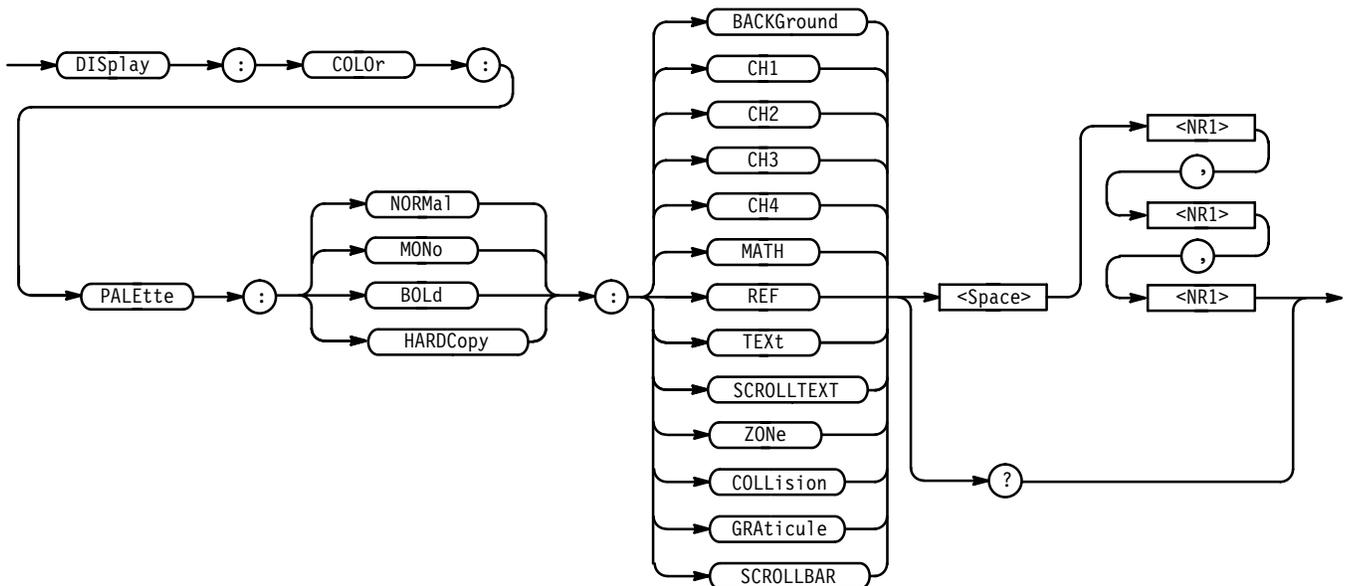 DISplay : COLOr :
PALEtte :
NORMal
MONo
BOLd
HARDCopy
:
BACKGround
CH1
CH2
CH3
CH4
MATH
REF
TEXt
SCROLLTEXT
ZONe
COLLision
GRAticule
SCROLLBAR
<Space>
<NR1>
,
<NR1>
,
<NR1>
?